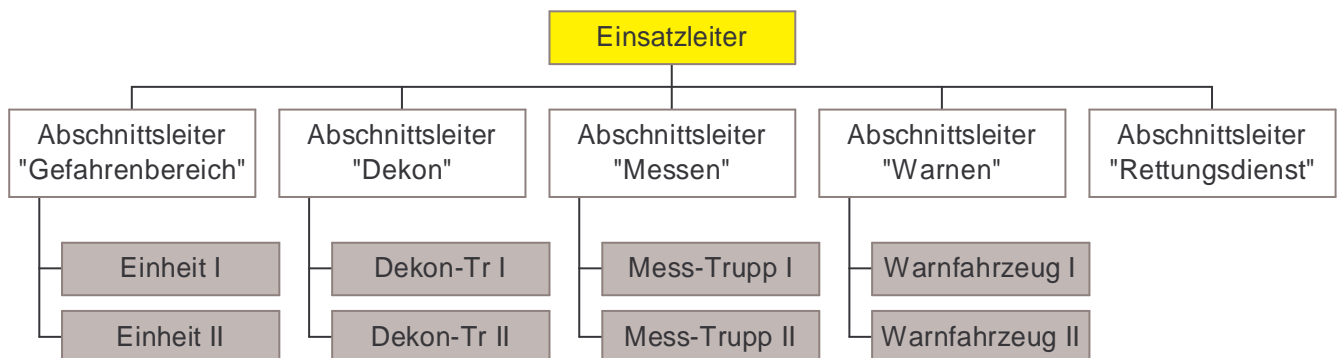 Einsatzleiter
Abschnittsleiter
"Gefahrenbereich"
Abschnittsleiter
"Dekon"
Abschnittsleiter
"Messen"
Abschnittsleiter
"Warnen"
Abschnittsleiter
"Rettungsdienst"
Einheit I
Dekon-Tr I
Mess-Trupp I
Warnfahrzeug I
Einheit II
Dekon-Tr II
Mess-Trupp II
Warnfahrzeug II